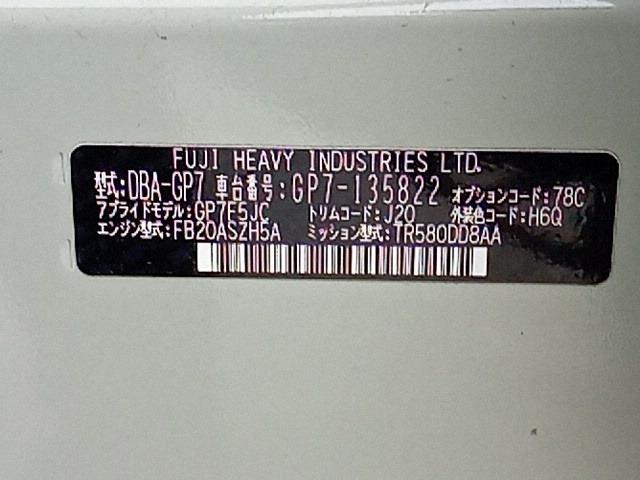 FUJI HEAVY INDUSTRIES LTD.
型式:DBA-GP7 車台番号:GP7-135822 オプションコード:78C
アプライドモデル:GP7F5JC トリムコード:J20 外装色コード:H6Q
エンジン型式:FB20ASZH5A ミッション型式:TR580DD8AA